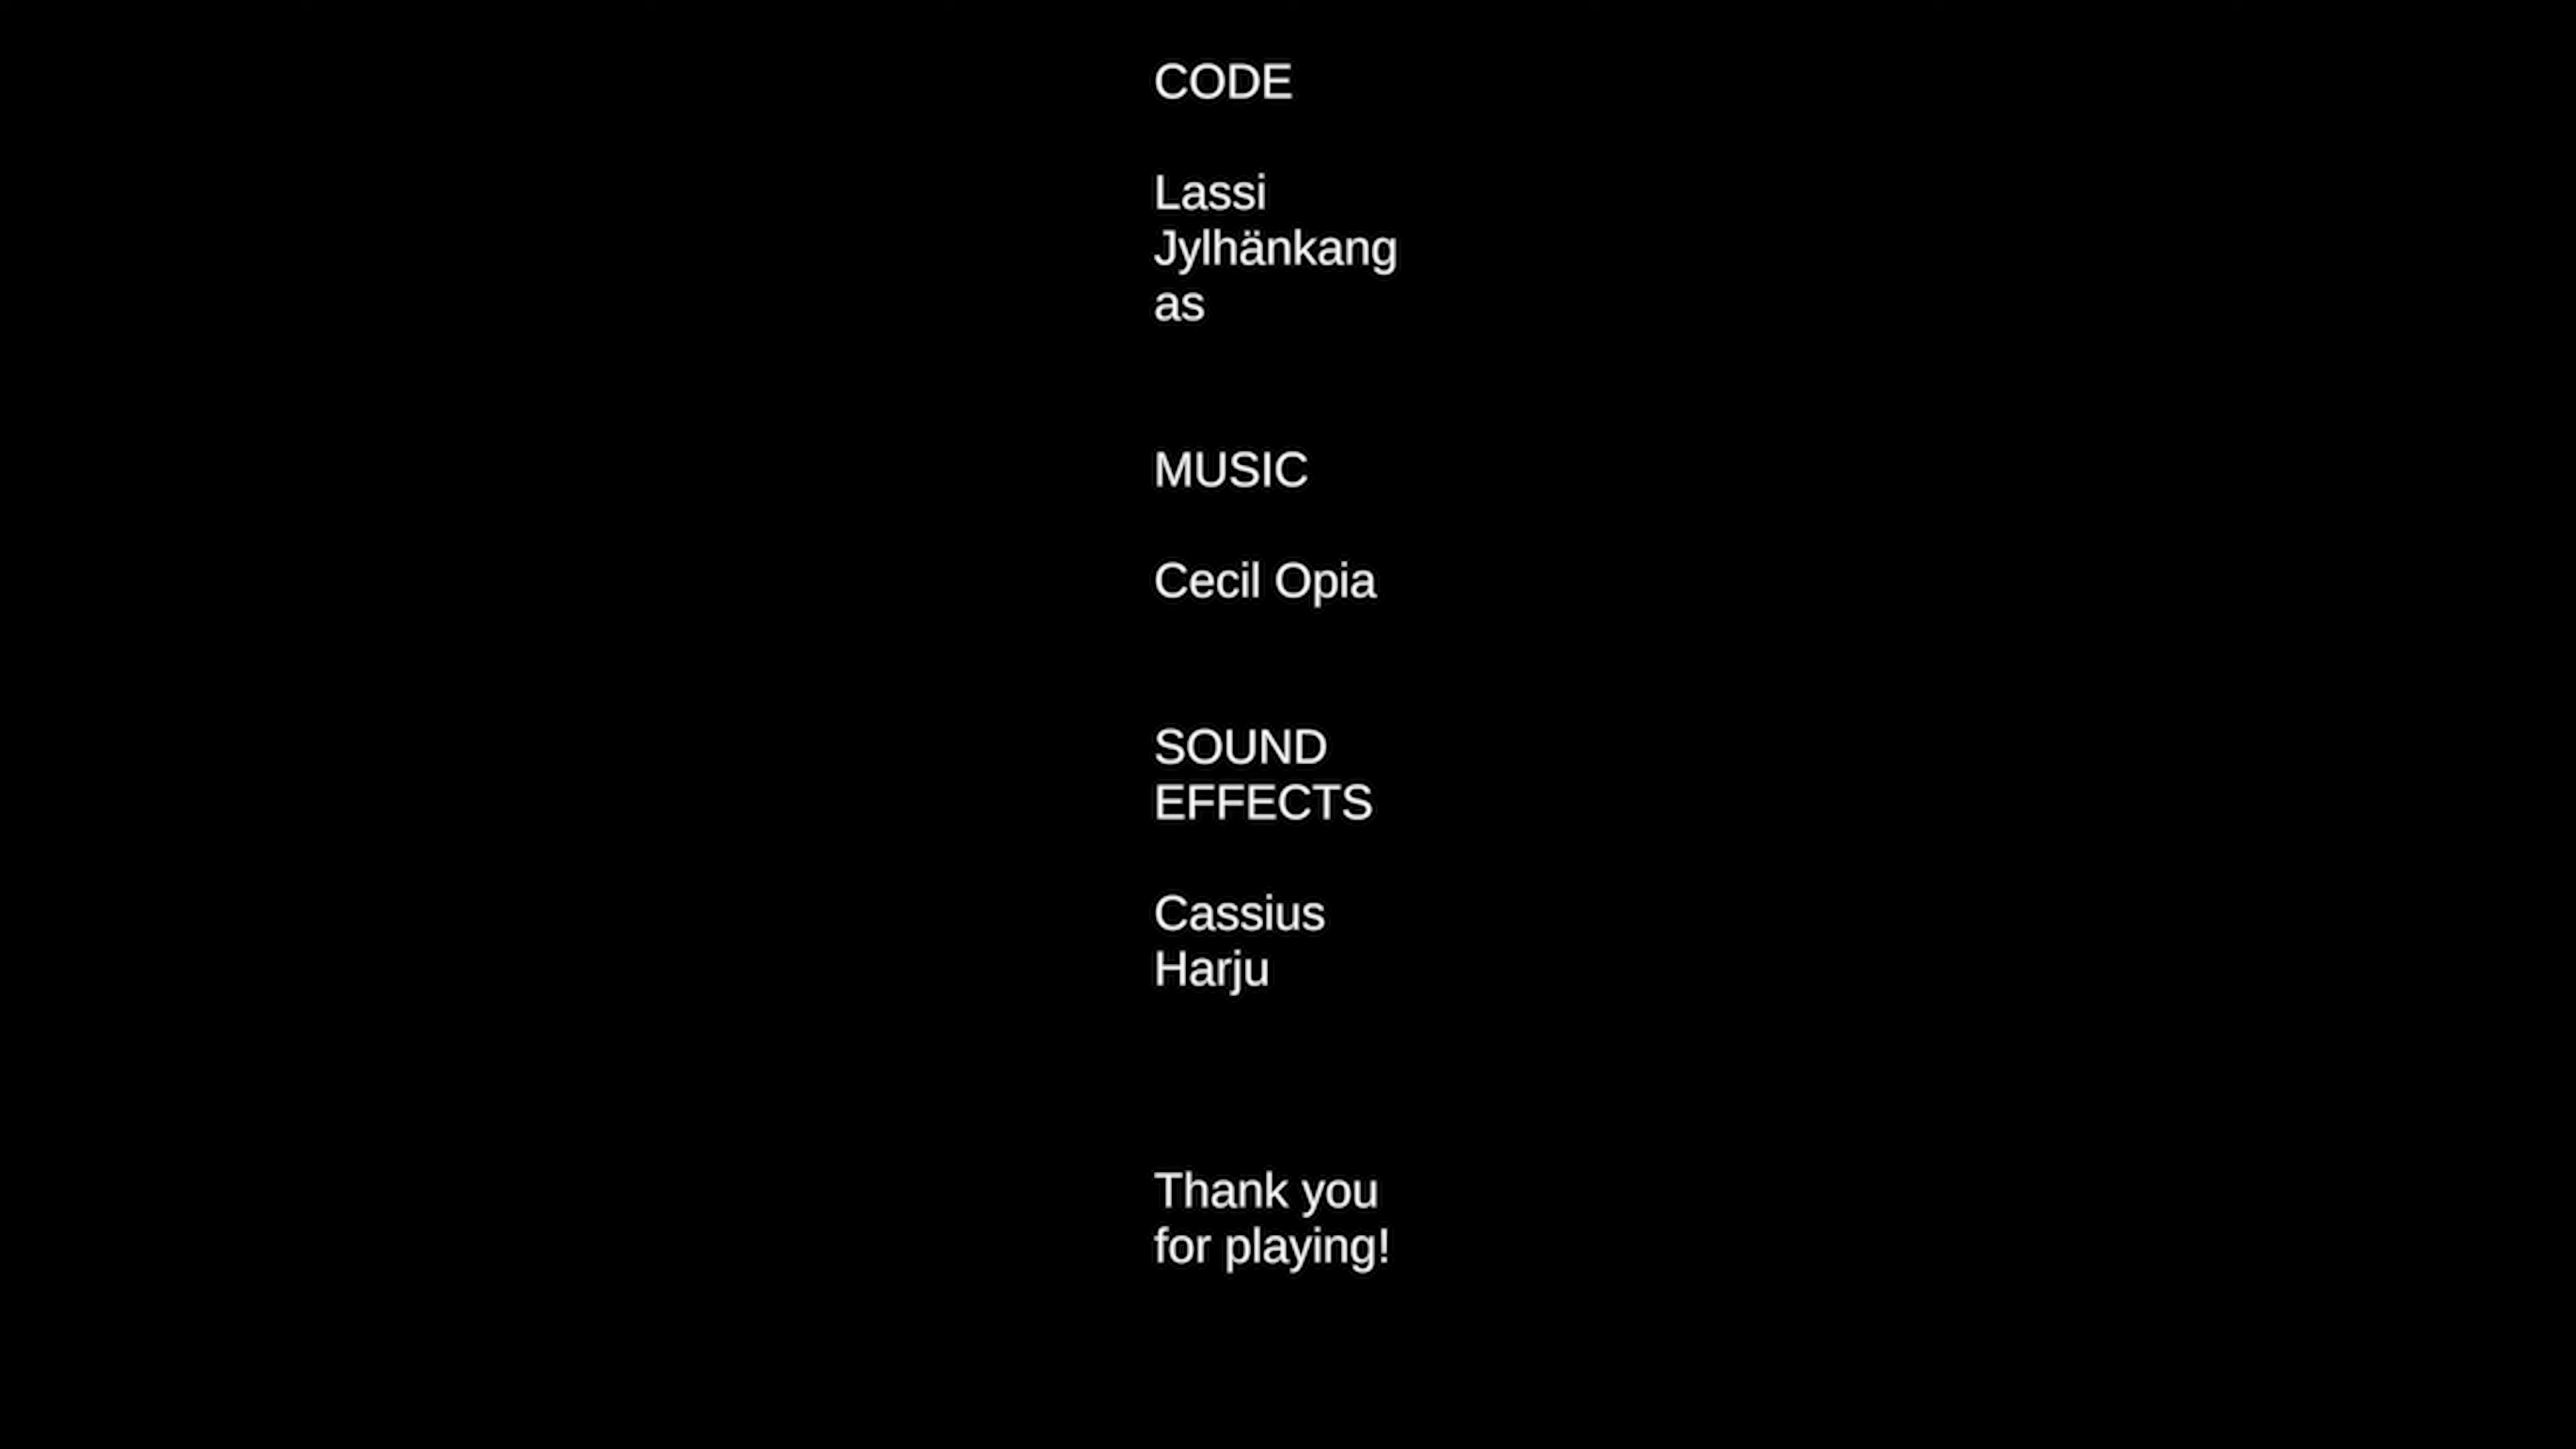 CODE
Lassi
Jylhänkang
as
MUSIC
Cecil Opia
SOUND
EFFECTS
Cassius
Harju
Thank you
for playing!